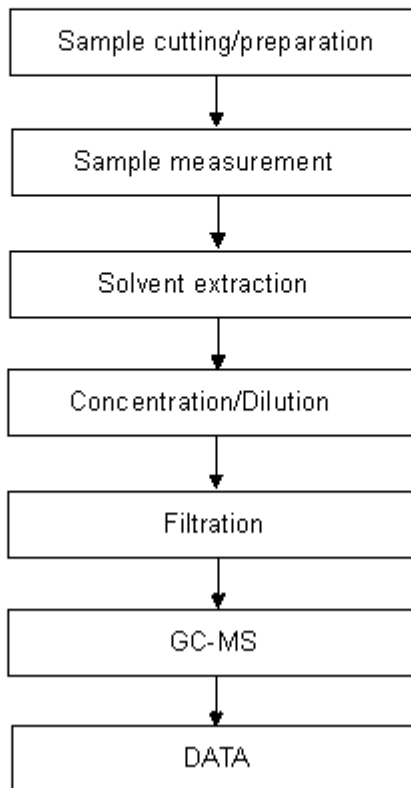 Sample cutting/preparation
Sample measurement
Solvent extraction
Concentration/Dilution
Filtration
GC-MS
DATA